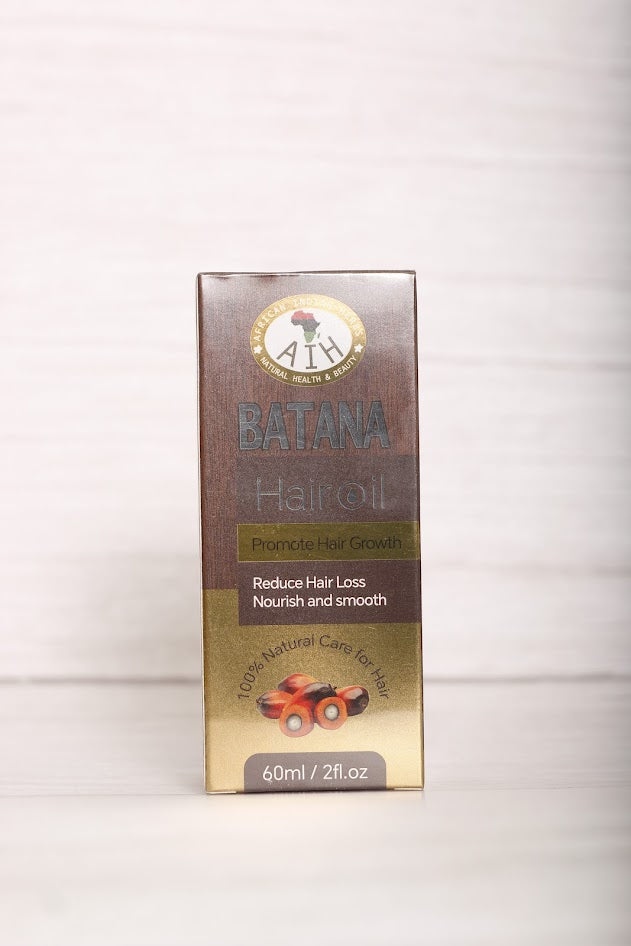 AFRICAN INDIGENOUS
AIH
NATURAL HEALTH & BEAUTY
BATANA
Hair Oil
Promote Hair Growth
Reduce Hair Loss
Nourish and smooth
100% Natural Care for Hair
60ml / 2fl.oz